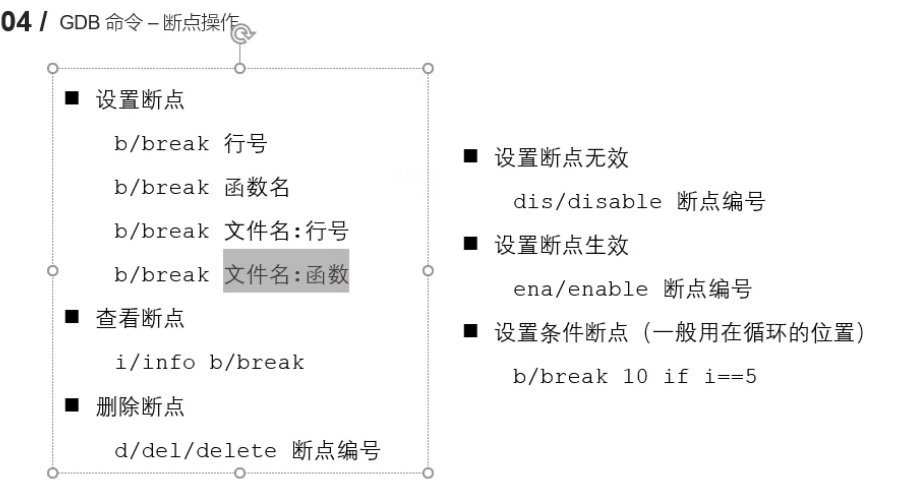 04 / GDB 命令 – 断点操作
■ 设置断点
b/break 行号
b/break 函数名
b/break 文件名:行号
b/break 文件名:函数
■ 查看断点
i/info b/break
■ 删除断点
d/del/delete 断点编号
■ 设置断点无效
dis/disable 断点编号
■ 设置断点生效
ena/enable 断点编号
■ 设置条件断点（一般用在循环的位置）
b/break 10 if i==5